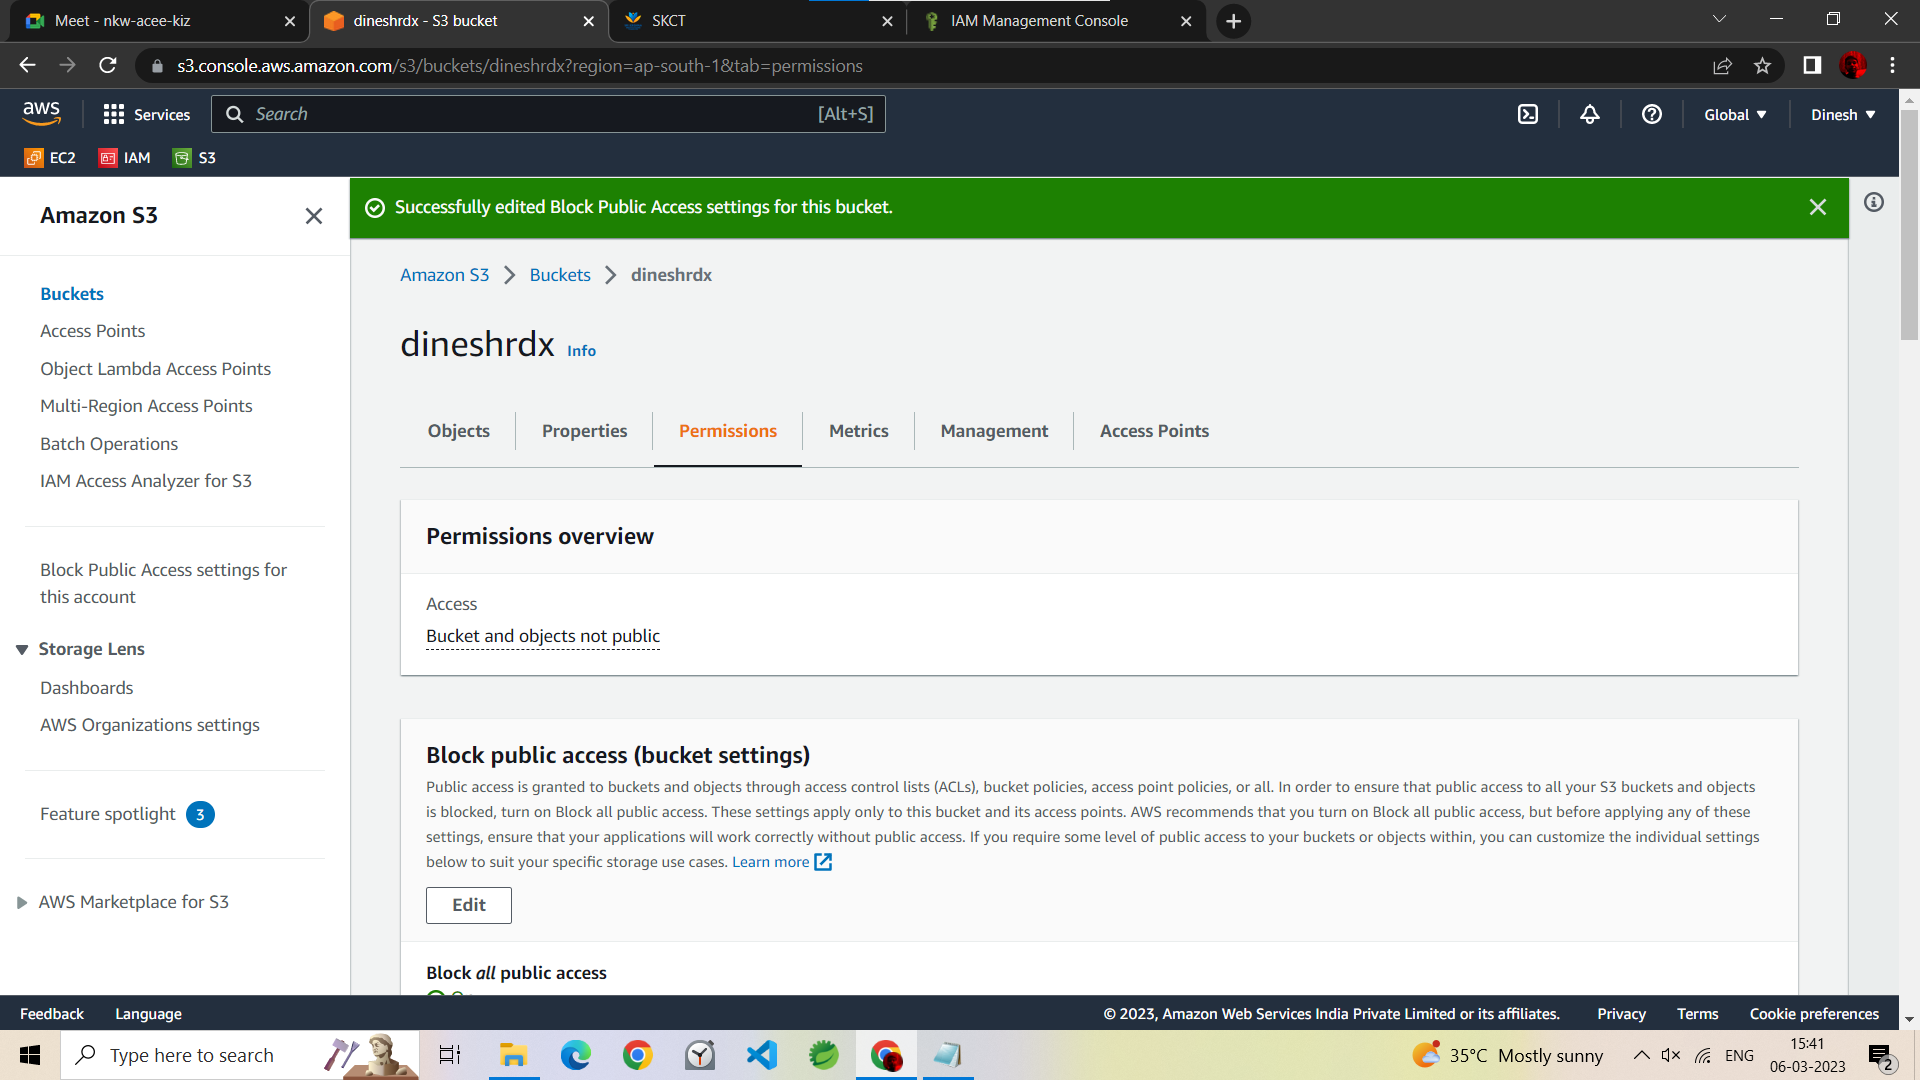 Meet - nkw-acee-kiz
dineshrdx - S3 bucket
SKCT
IAM Management Console
s3.console.aws.amazon.com/s3/buckets/dineshrdx?region=ap-south-1&tab=permissions
aws
Services
Search
[Alt+S]
Global
Dinesh
EC2
IAM
S3
Amazon S3
Buckets
Access Points
Object Lambda Access Points
Multi-Region Access Points
Batch Operations
IAM Access Analyzer for S3
Block Public Access settings for
this account
Storage Lens
Dashboards
AWS Organizations settings
Feature spotlight 3
AWS Marketplace for S3
Successfully edited Block Public Access settings for this bucket.
Amazon S3 > Buckets > dineshrdx
dineshrdx Info
Objects
Properties
Permissions
Metrics
Management
Access Points
Permissions overview
Access
Bucket and objects not public
Block public access (bucket settings)
Public access is granted to buckets and objects through access control lists (ACLs), bucket policies, access point policies, or all. In order to ensure that public access to all your S3 buckets and objects
is blocked, turn on Block all public access. These settings apply only to this bucket and its access points. AWS recommends that you turn on Block all public access, but before applying any of these
settings, ensure that your applications will work correctly without public access. If you require some level of public access to your buckets or objects within, you can customize the individual settings
below to suit your specific storage use cases. Learn more
Edit
Block all public access
Feedback
Language
© 2023, Amazon Web Services India Private Limited or its affiliates.
Privacy
Terms
Cookie preferences
Type here to search
35°C Mostly sunny
ENG
15:41
06-03-2023
2